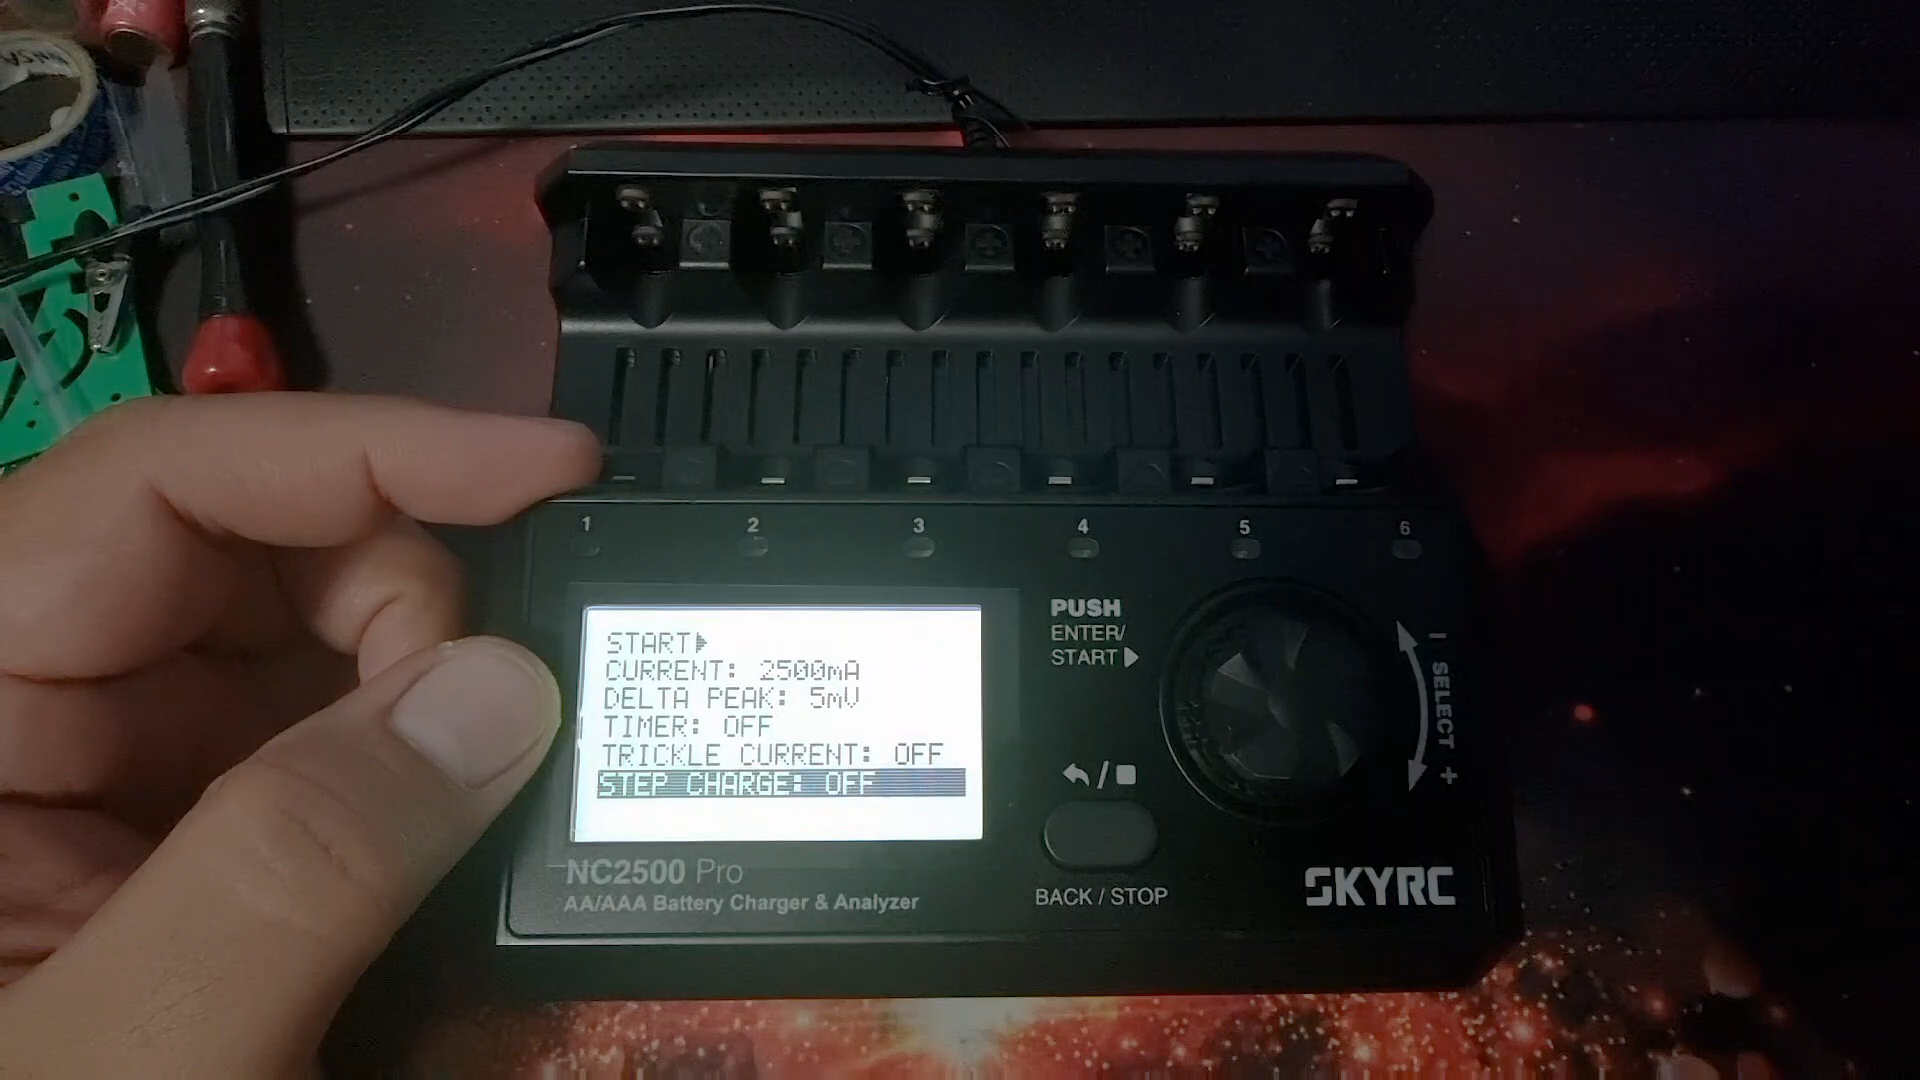 1 2 3 4 5 6
START▶
CURRENT: 2500mA
DELTA PEAK: 5mV
TIMER: OFF
TRICKLE CURRENT: OFF
STEP CHARGE: OFF
PUSH
ENTER/
START ▶
– SELECT +
BACK / STOP
NC2500 Pro
AA/AAA Battery Charger & Analyzer
SKYRC